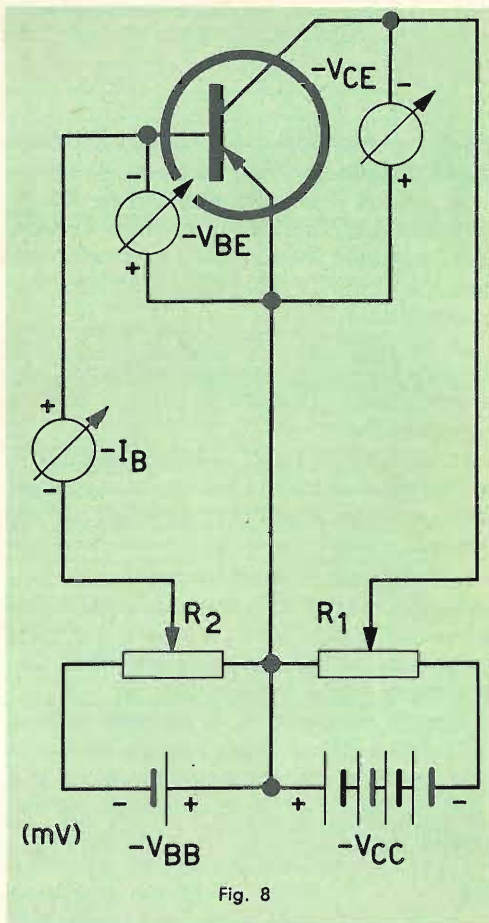 -VCE
-
+
-
-VBE
+
+
-IB
-
R2
R1
-
+
+
-
(mV)
-VBB
-VCC
Fig. 8